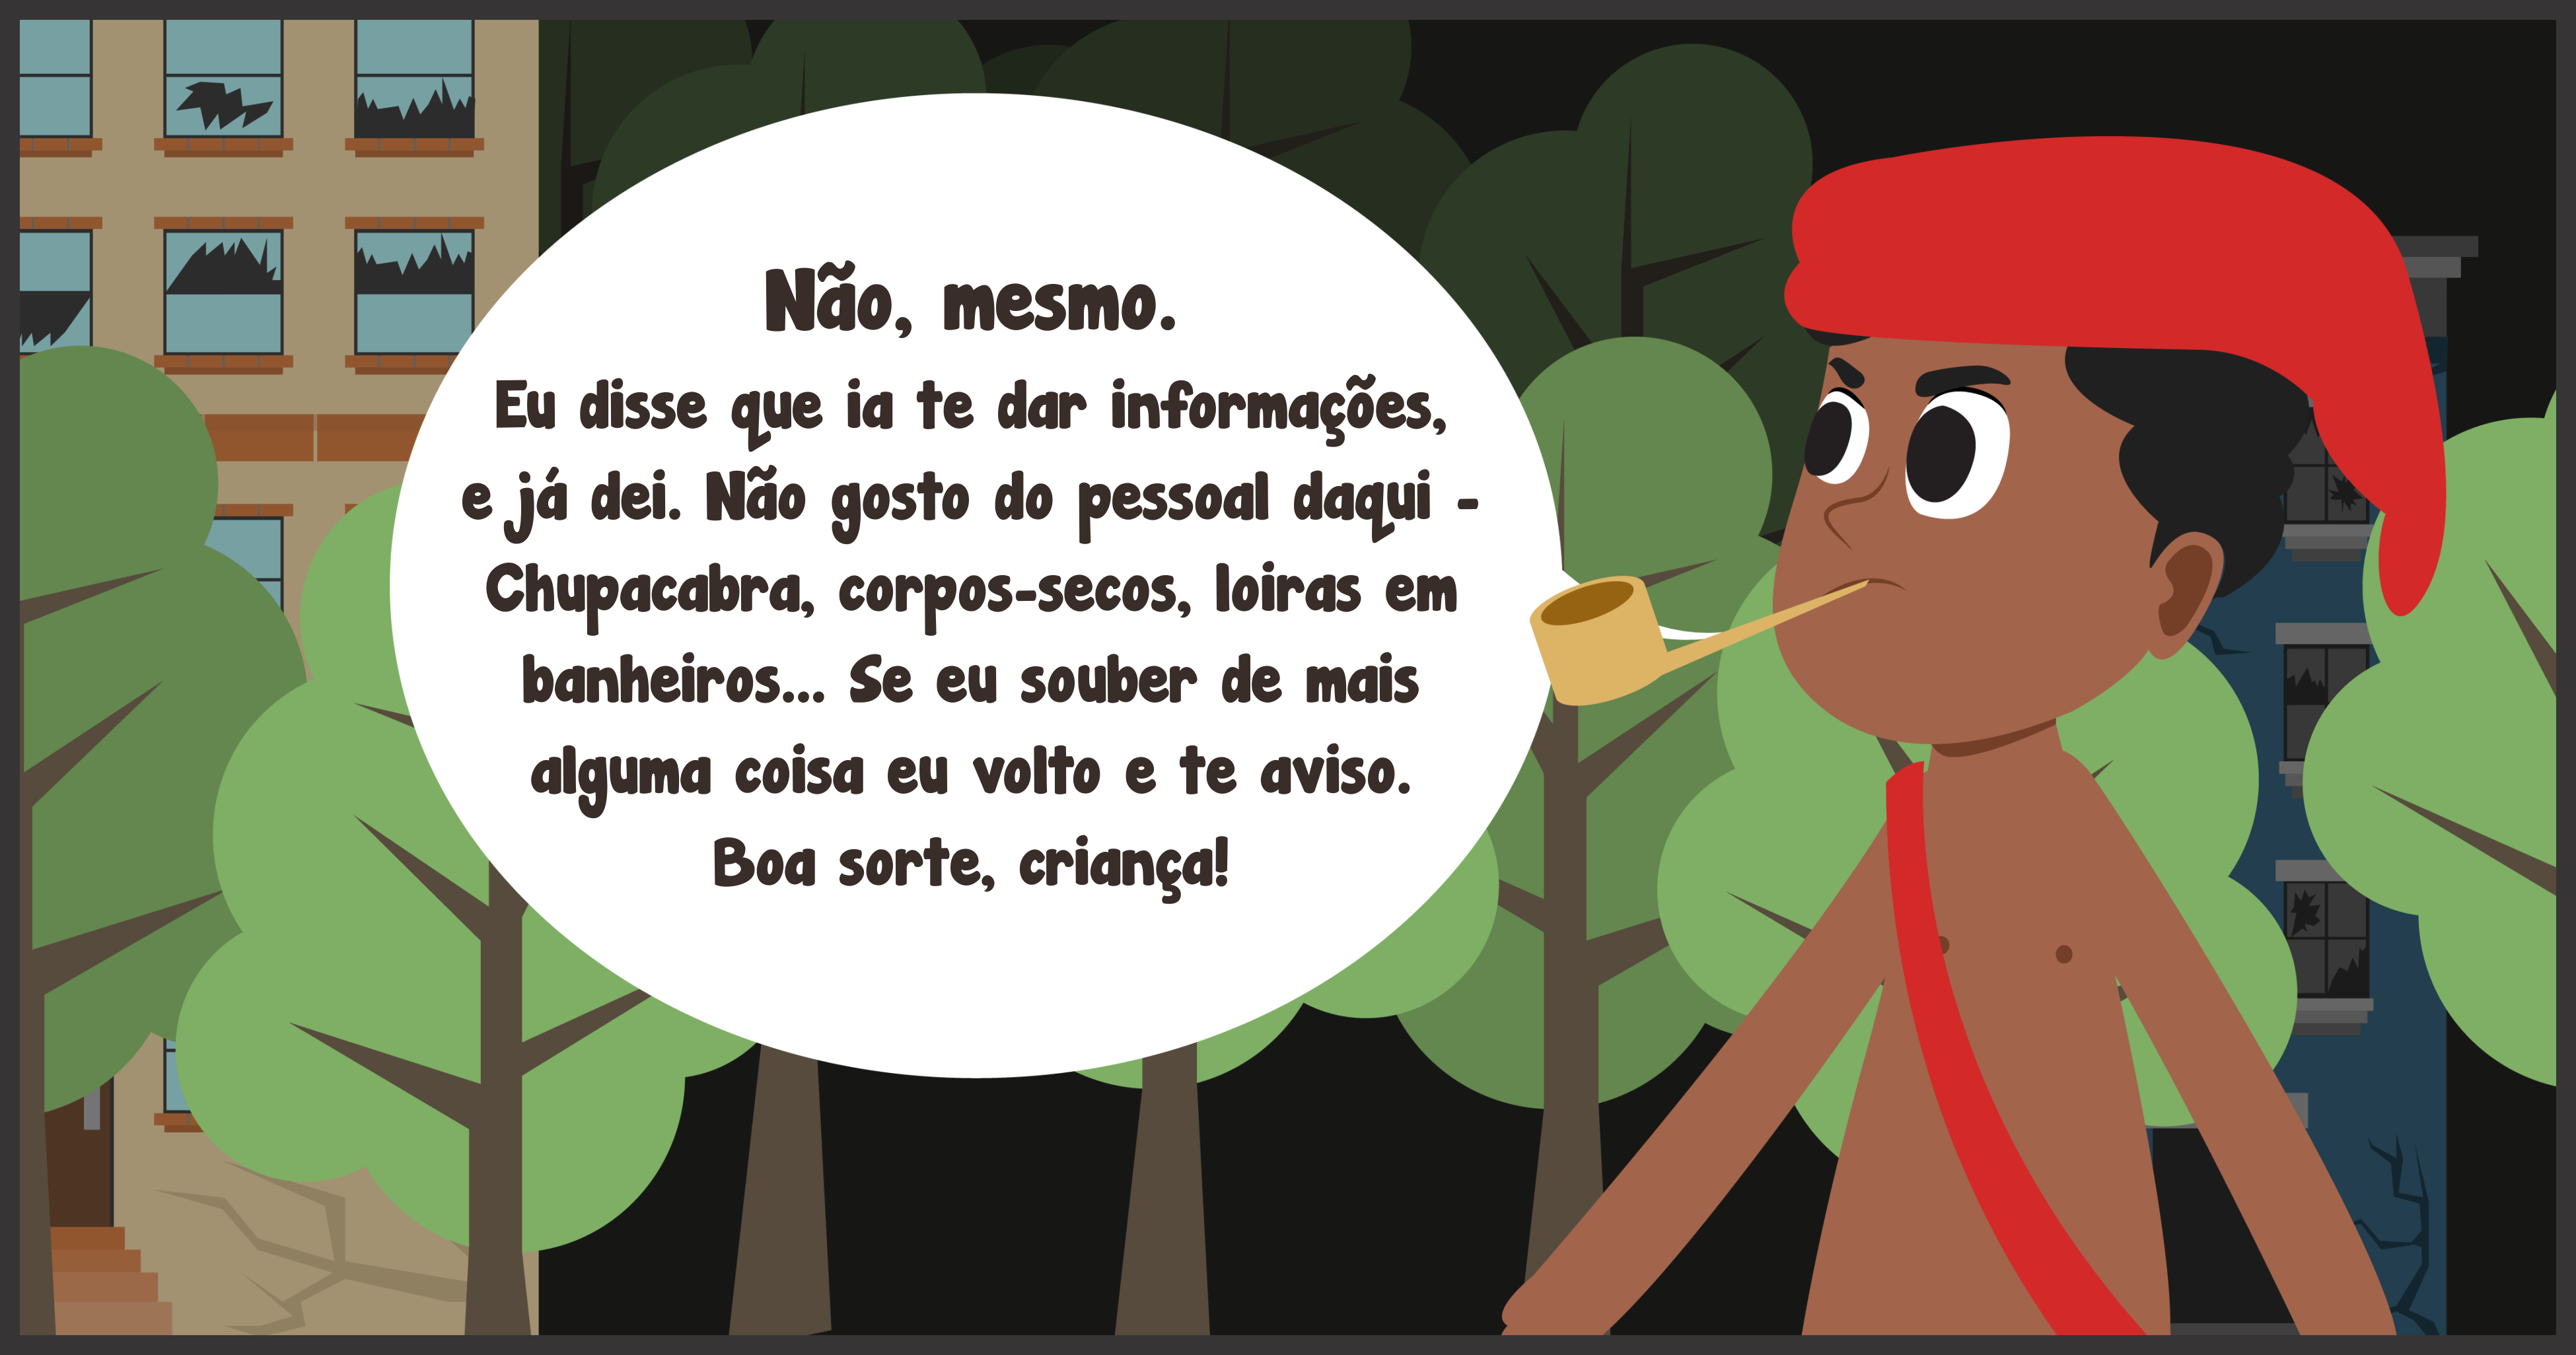 Não, mesmo.
Eu disse que ia te dar informações,
e já dei. Não gosto do pessoal daqui -
Chupacabra, corpos-secos, loiras em
banheiros... Se eu souber de mais
alguma coisa eu volto e te aviso.
Boa sorte, criança!